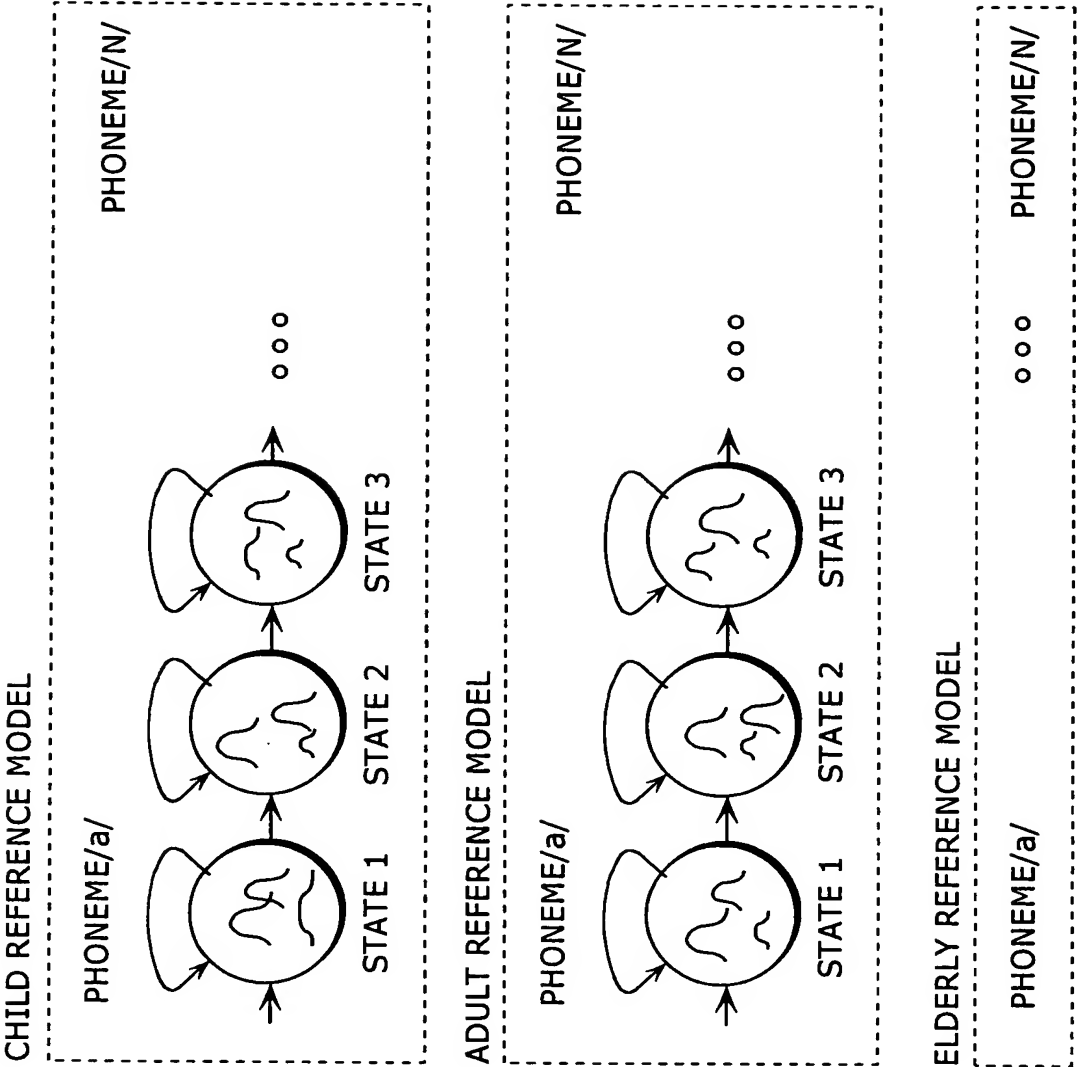 CHILD REFERENCE MODEL
PHONEME/a/
PHONEME/N/
STATE 1
STATE 2
STATE 3
ADULT REFERENCE MODEL
PHONEME/a/
PHONEME/N/
STATE 1
STATE 2
STATE 3
ELDERLY REFERENCE MODEL
PHONEME/a/
PHONEME/N/